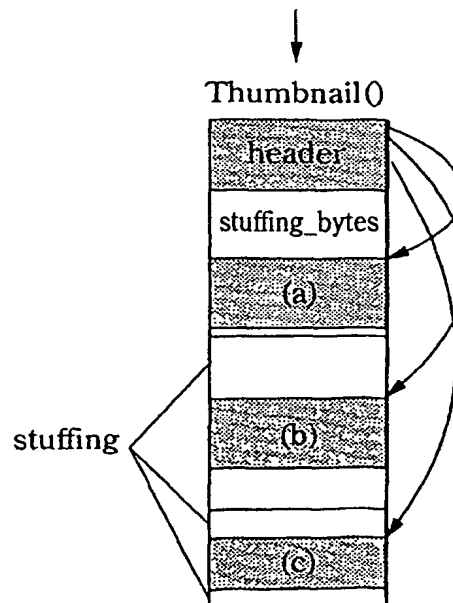 Thumbnail()
header
stuffing_bytes
(a)
(b)
stuffing
(c)